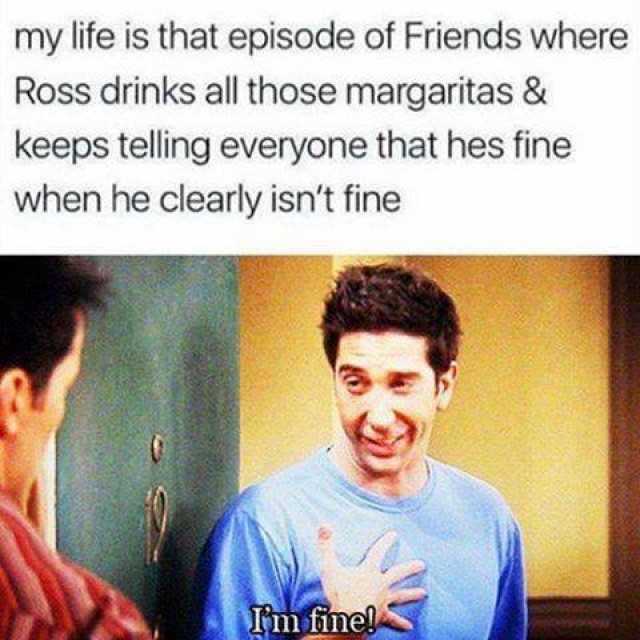 my life is that episode of Friends where
Ross drinks all those margaritas &
keeps telling everyone that hes fine
when he clearly isn't fine
19
I'm fine!